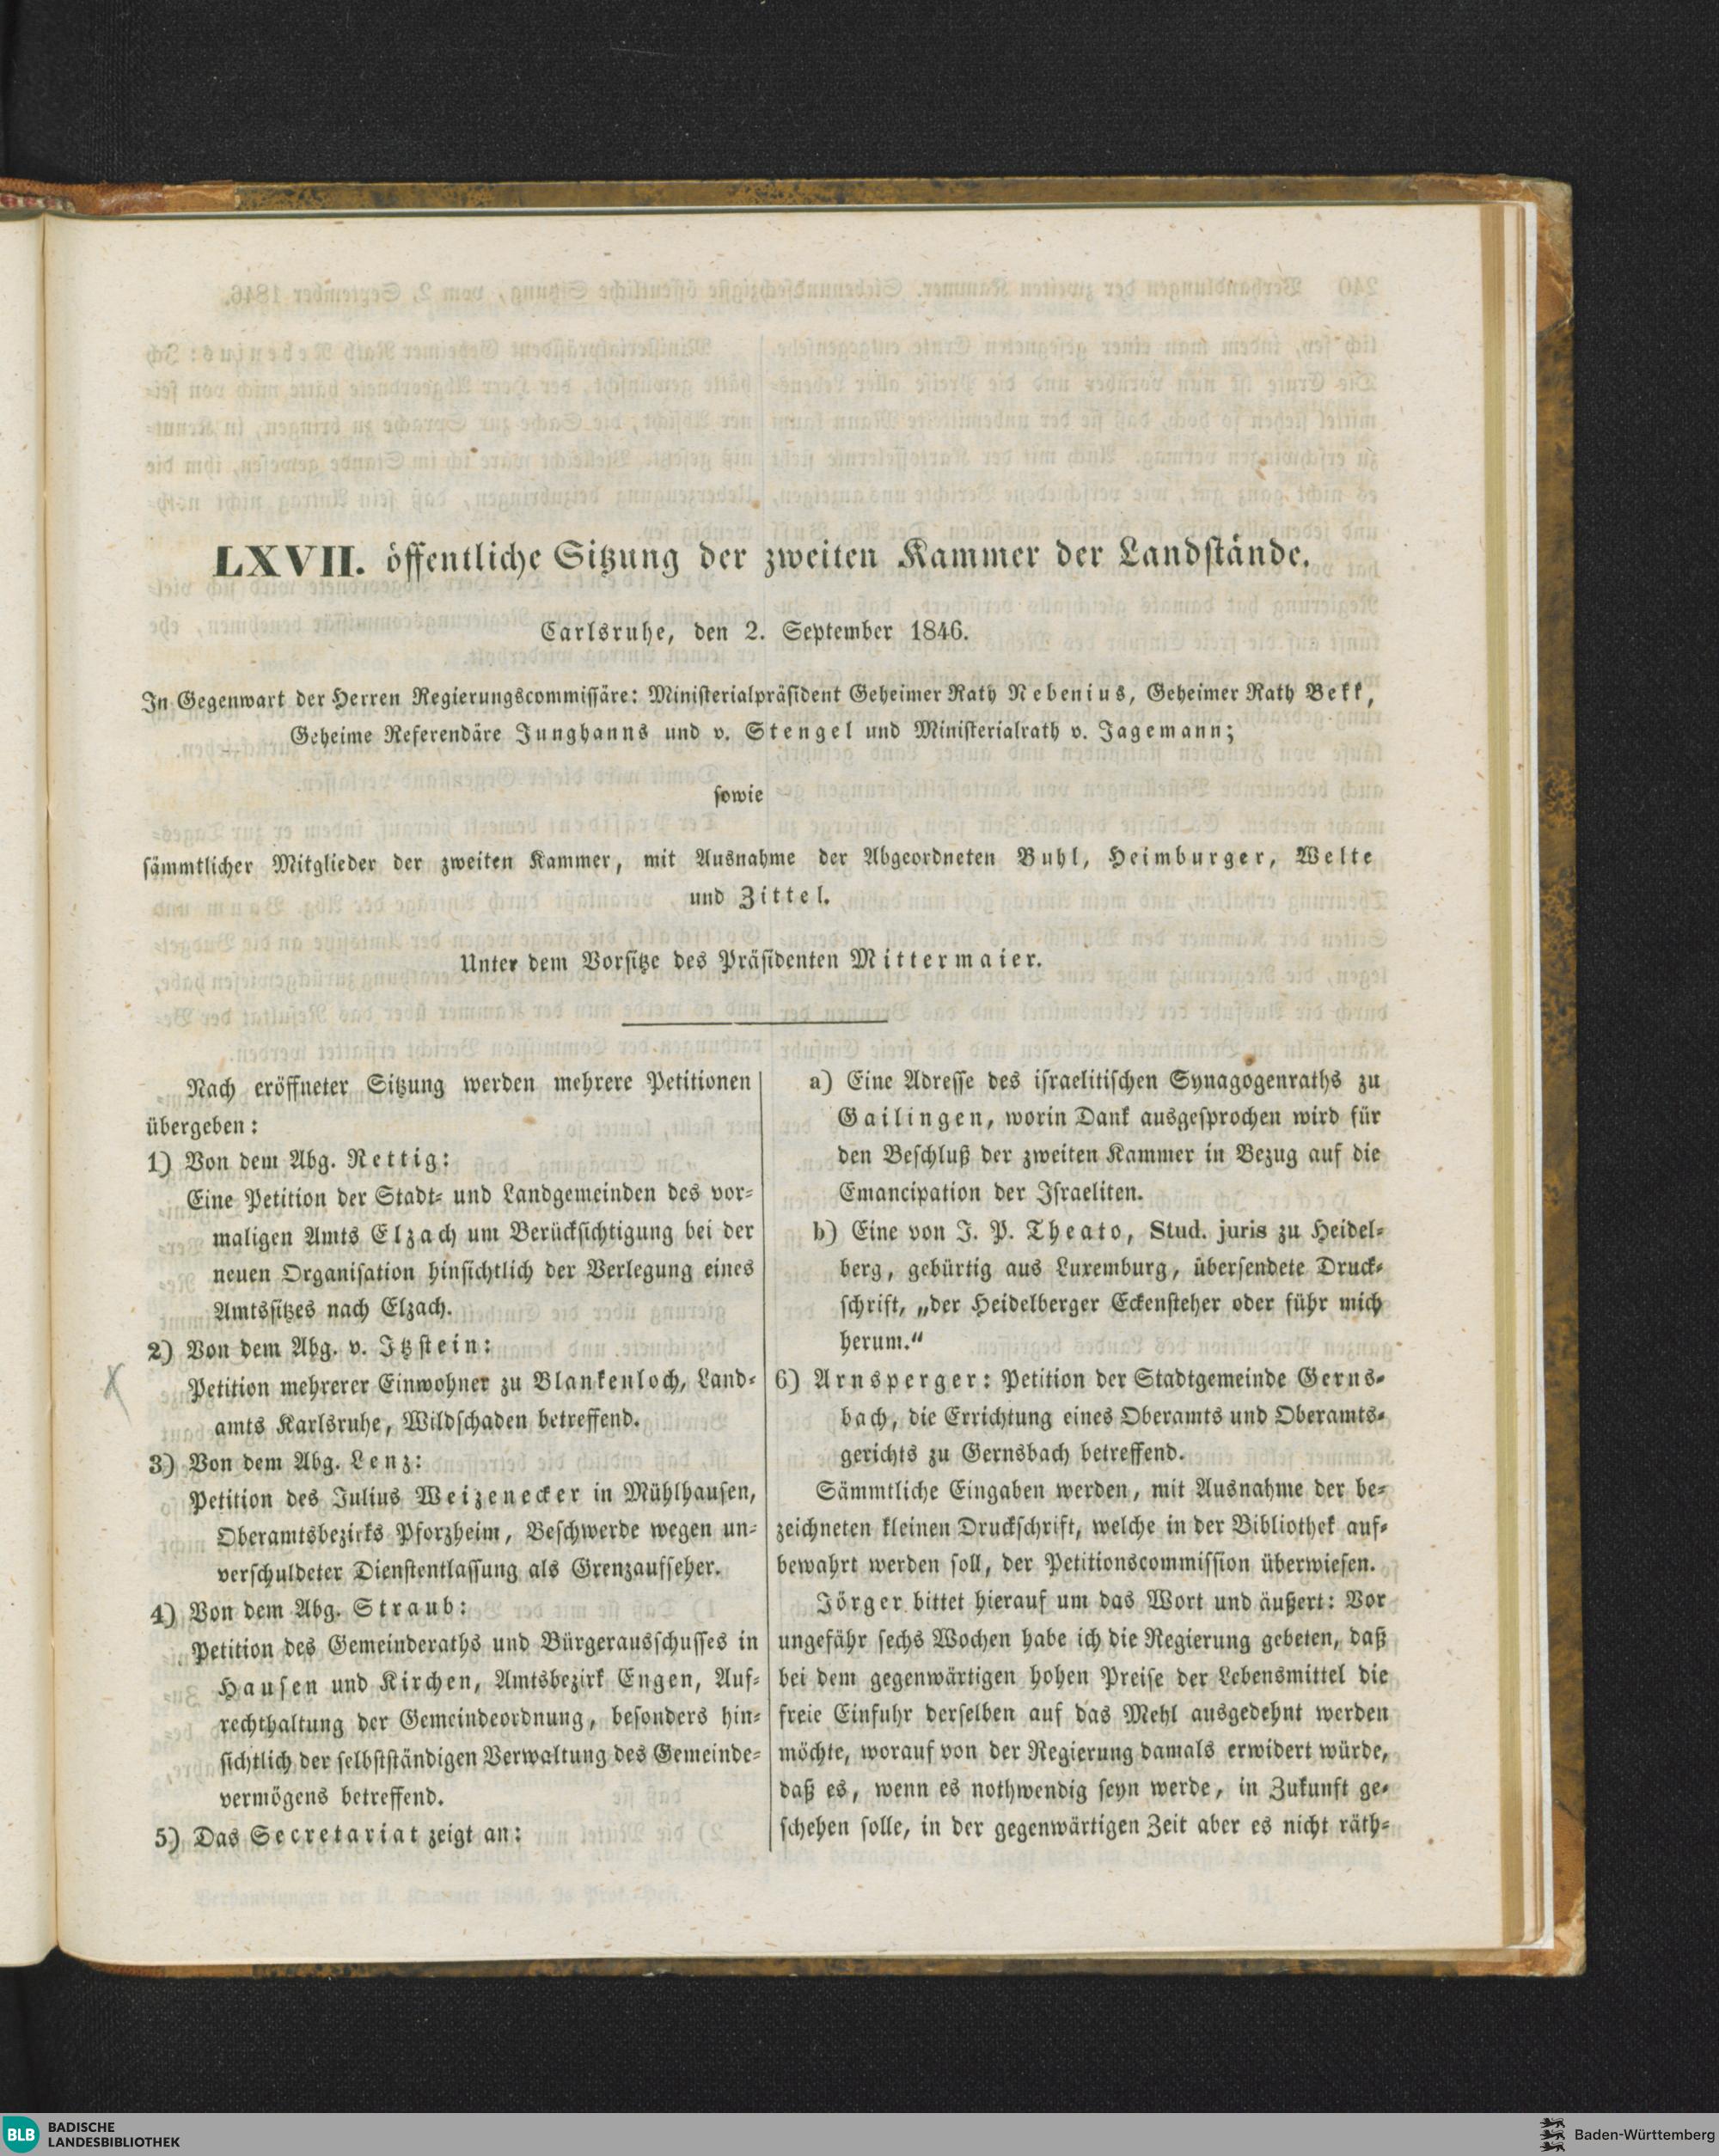 LXVII. öffentliche Sitzung der zweiten Kammer der Landstände.
Carlsruhe, den 2. September 1846.
In Gegenwart der Herren Regierungscommissäre: Ministerialpräsident Geheimer Rath Nebenius, Geheimer Rath Bekk,
Geheime Referendäre Junghanns und v. Stengel und Ministerialrath v. Jagemann;
sowie
sämmtlicher Mitglieder der zweiten Kammer, mit Ausnahme der Abgeordneten Buhl, Heimburger, Welte
und Zittel.
Unter dem Vorsitze des Präsidenten Mittermaier.
Nach eröffneter Sitzung werden mehrere Petitionen
übergeben:
1) Von dem Abg. Rettig:
Eine Petition der Stadt- und Landgemeinden des vor-
maligen Amts Elzach um Berücksichtigung bei der
neuen Organisation hinsichtlich der Verlegung eines
Amtssitzes nach Elzach.
2) Von dem Abg. v. Itzstein:
Petition mehrerer Einwohner zu Blankenloch, Land-
amts Karlsruhe, Wildschaden betreffend.
3) Von dem Abg. Lenz:
Petition des Julius Weizenecker in Mühlhausen,
Oberamtsbezirks Pforzheim, Beschwerde wegen un-
verschuldeter Dienstentlassung als Grenzaufseher.
4) Von dem Abg. Straub:
Petition des Gemeinderaths und Bürgerausschusses in
Hausen und Kirchen, Amtsbezirk Engen, Auf-
rechthaltung der Gemeindeordnung, besonders hin-
sichtlich der selbstständigen Verwaltung des Gemeinde-
vermögens betreffend.
5) Das Secretariat zeigt an:
a) Eine Adresse des israelitischen Synagogenraths zu
Gailingen, worin Dank ausgesprochen wird für
den Beschluß der zweiten Kammer in Bezug auf die
Emancipation der Israeliten.
b) Eine von J. P. Theato, Stud. juris zu Heidel-
berg, gebürtig aus Luxemburg, übersendete Druck-
schrift, „der Heidelberger Eckensteher oder führ mich
herum.“
6) Arnsperger: Petition der Stadtgemeinde Gerns-
bach, die Errichtung eines Oberamts und Oberamts-
gerichts zu Gernsbach betreffend.
Sämmtliche Eingaben werden, mit Ausnahme der be-
zeichneten kleinen Druckschrift, welche in der Bibliothek auf-
bewahrt werden soll, der Petitionscommission überwiesen.
Jörger bittet hierauf um das Wort und äußert: Vor
ungefähr sechs Wochen habe ich die Regierung gebeten, daß
bei dem gegenwärtigen hohen Preise der Lebensmittel die
freie Einfuhr derselben auf das Mehl ausgedehnt werden
möchte, worauf von der Regierung damals erwidert würde,
daß es, wenn es nothwendig seyn werde, in Zukunft ge-
schehen solle, in der gegenwärtigen Zeit aber es nicht räth-
BLB BADISCHE
LANDESBIBLIOTHEK
Baden-Württemberg